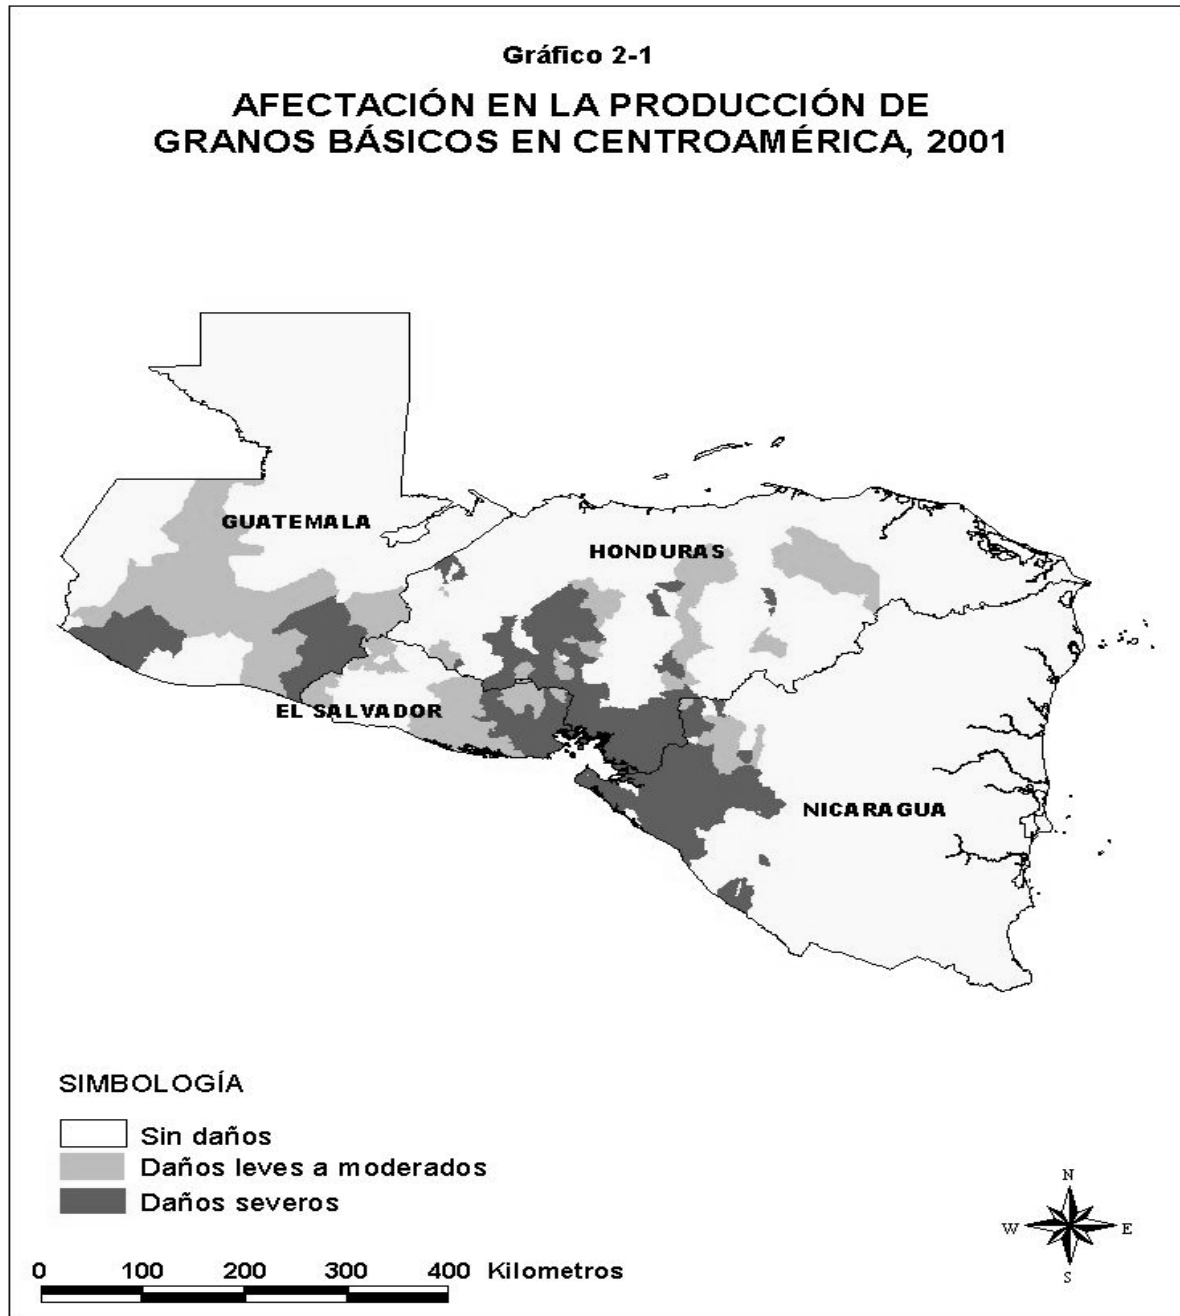 Gráfico 2-1
AFECTACIÓN EN LA PRODUCCIÓN DE
GRANOS BÁSICOS EN CENTROAMÉRICA, 2001
GUATEMALA
HONDURAS
EL SALVADOR
NICARAGUA
SIMBOLOGÍA
Sin daños
Daños leves a moderados
Daños severos
N
W E
S
0 100 200 300 400 Kilometros